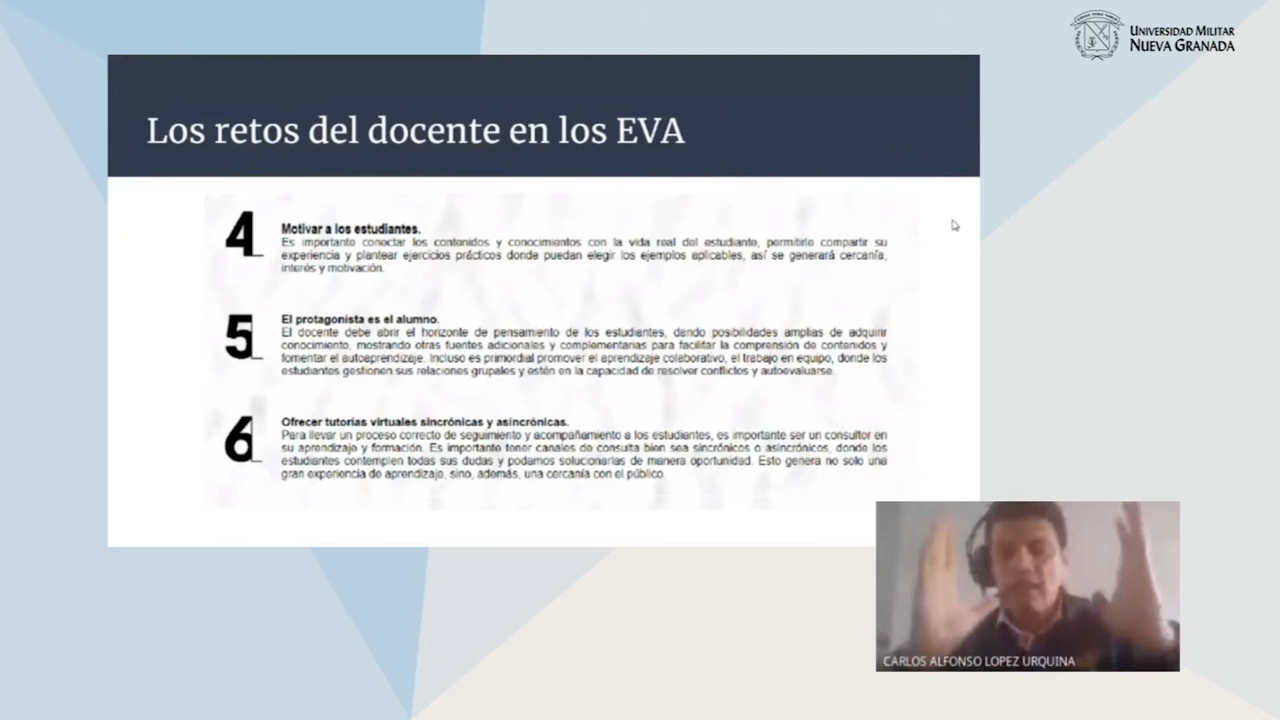 UNIVERSIDAD MILITAR
NUEVA GRANADA
Los retos del docente en los EVA
4
Motivar a los estudiantes.
Es importante conectar los contenidos y conocimientos con la vida real del estudiante, permitirle compartir su
experiencia y plantear ejercicios prácticos donde puedan elegir los ejemplos aplicables, así se generará cercanía,
interés y motivación.
5
El protagonista es el alumno.
El docente debe abrir el horizonte de pensamiento de los estudiantes, dando posibilidades amplias de adquirir
conocimiento, mostrando otras fuentes adicionales y complementarias para facilitar la comprensión de contenidos y
fomentar el autoaprendizaje. Incluso es primordial promover el aprendizaje colaborativo, el trabajo en equipo, donde los
estudiantes gestionen sus relaciones grupales y estén en la capacidad de resolver conflictos y autoevaluarse.
6
Ofrecer tutorías virtuales sincrónicas y asincrónicas.
Para llevar un proceso correcto de seguimiento y acompañamiento a los estudiantes, es importante ser un consultor en
su aprendizaje y formación. Es importante tener canales de consulta bien sea sincrónicos o asincrónicos, donde los
estudiantes contemplen todas sus dudas y podamos solucionarlas de manera oportunidad. Esto genera no solo una
gran experiencia de aprendizaje, sino, además, una cercanía con el público.
CARLOS ALFONSO LOPEZ URQUINA